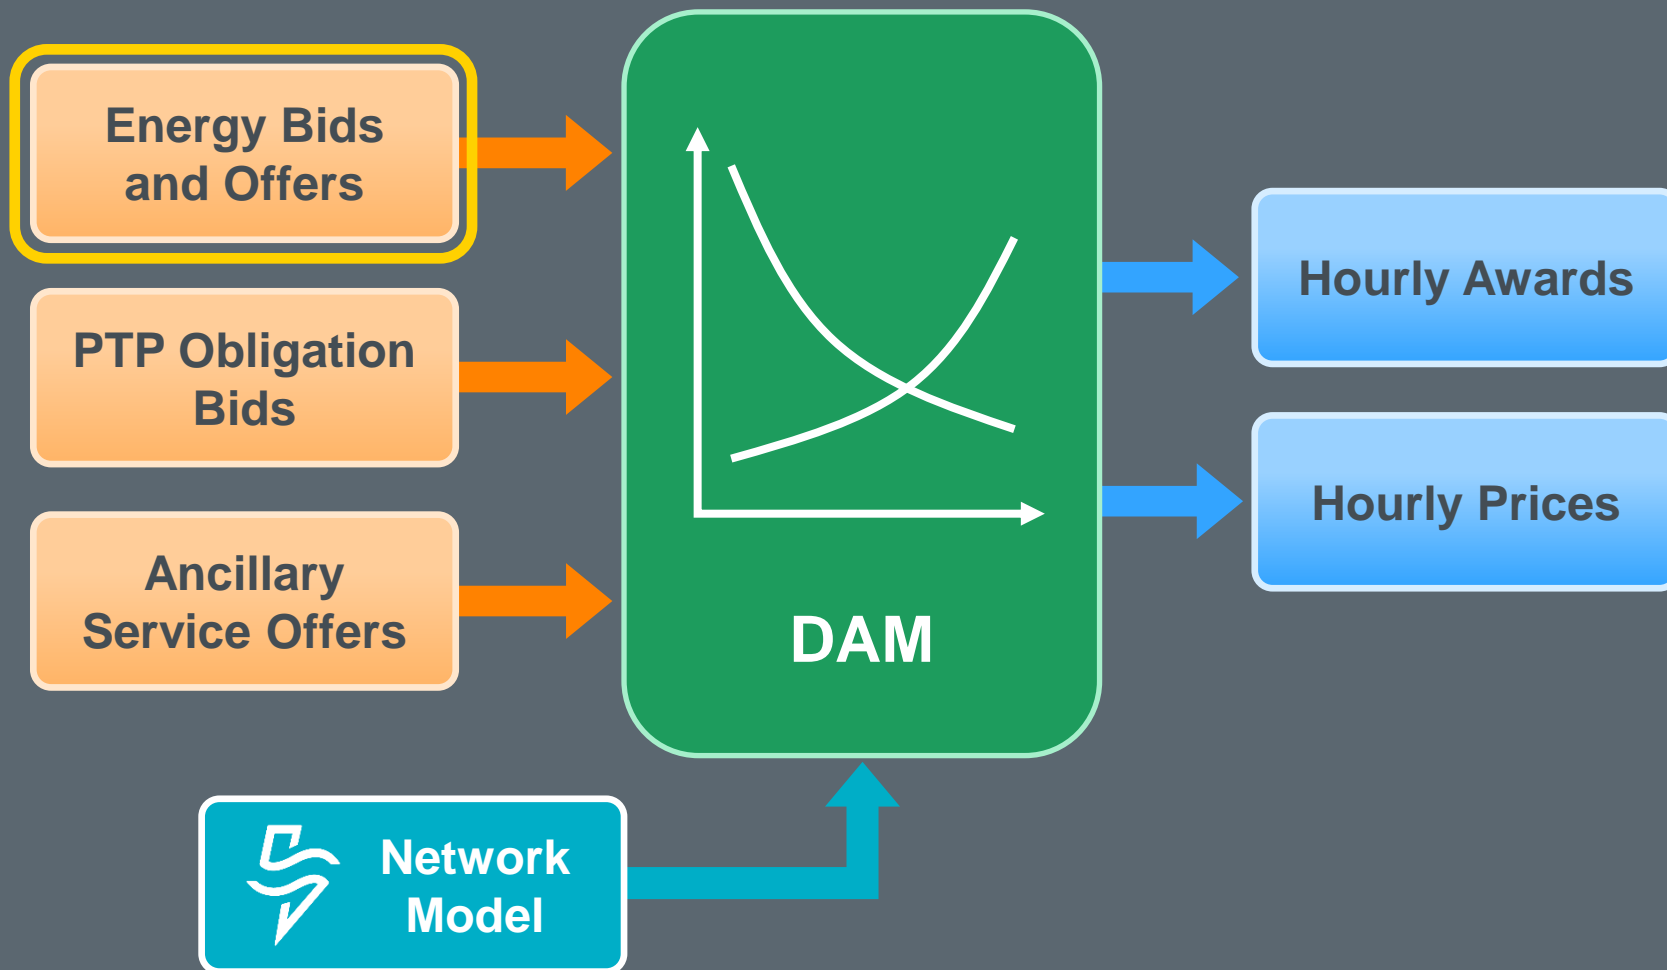 Energy Bids
and Offers
PTP Obligation
Bids
Ancillary
Service Offers
DAM
Network
Model
Hourly Awards
Hourly Prices